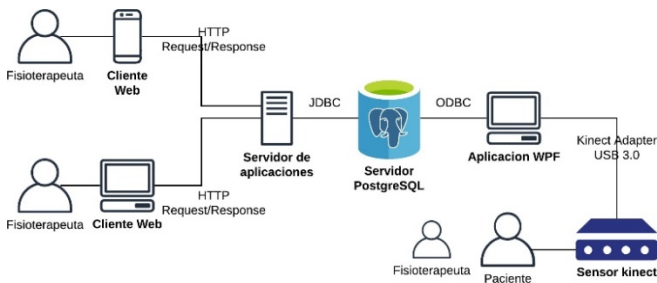 HTTP
Request/Response
Fisioterapeuta
Cliente
Web
JDBC
ODBC
Servidor de
aplicaciones
Servidor
PostgreSQL
Aplicacion WPF
Kinect Adapter
USB 3.0
Fisioterapeuta
Cliente Web
HTTP
Request/Response
Fisioterapeuta
Paciente
Sensor kinect